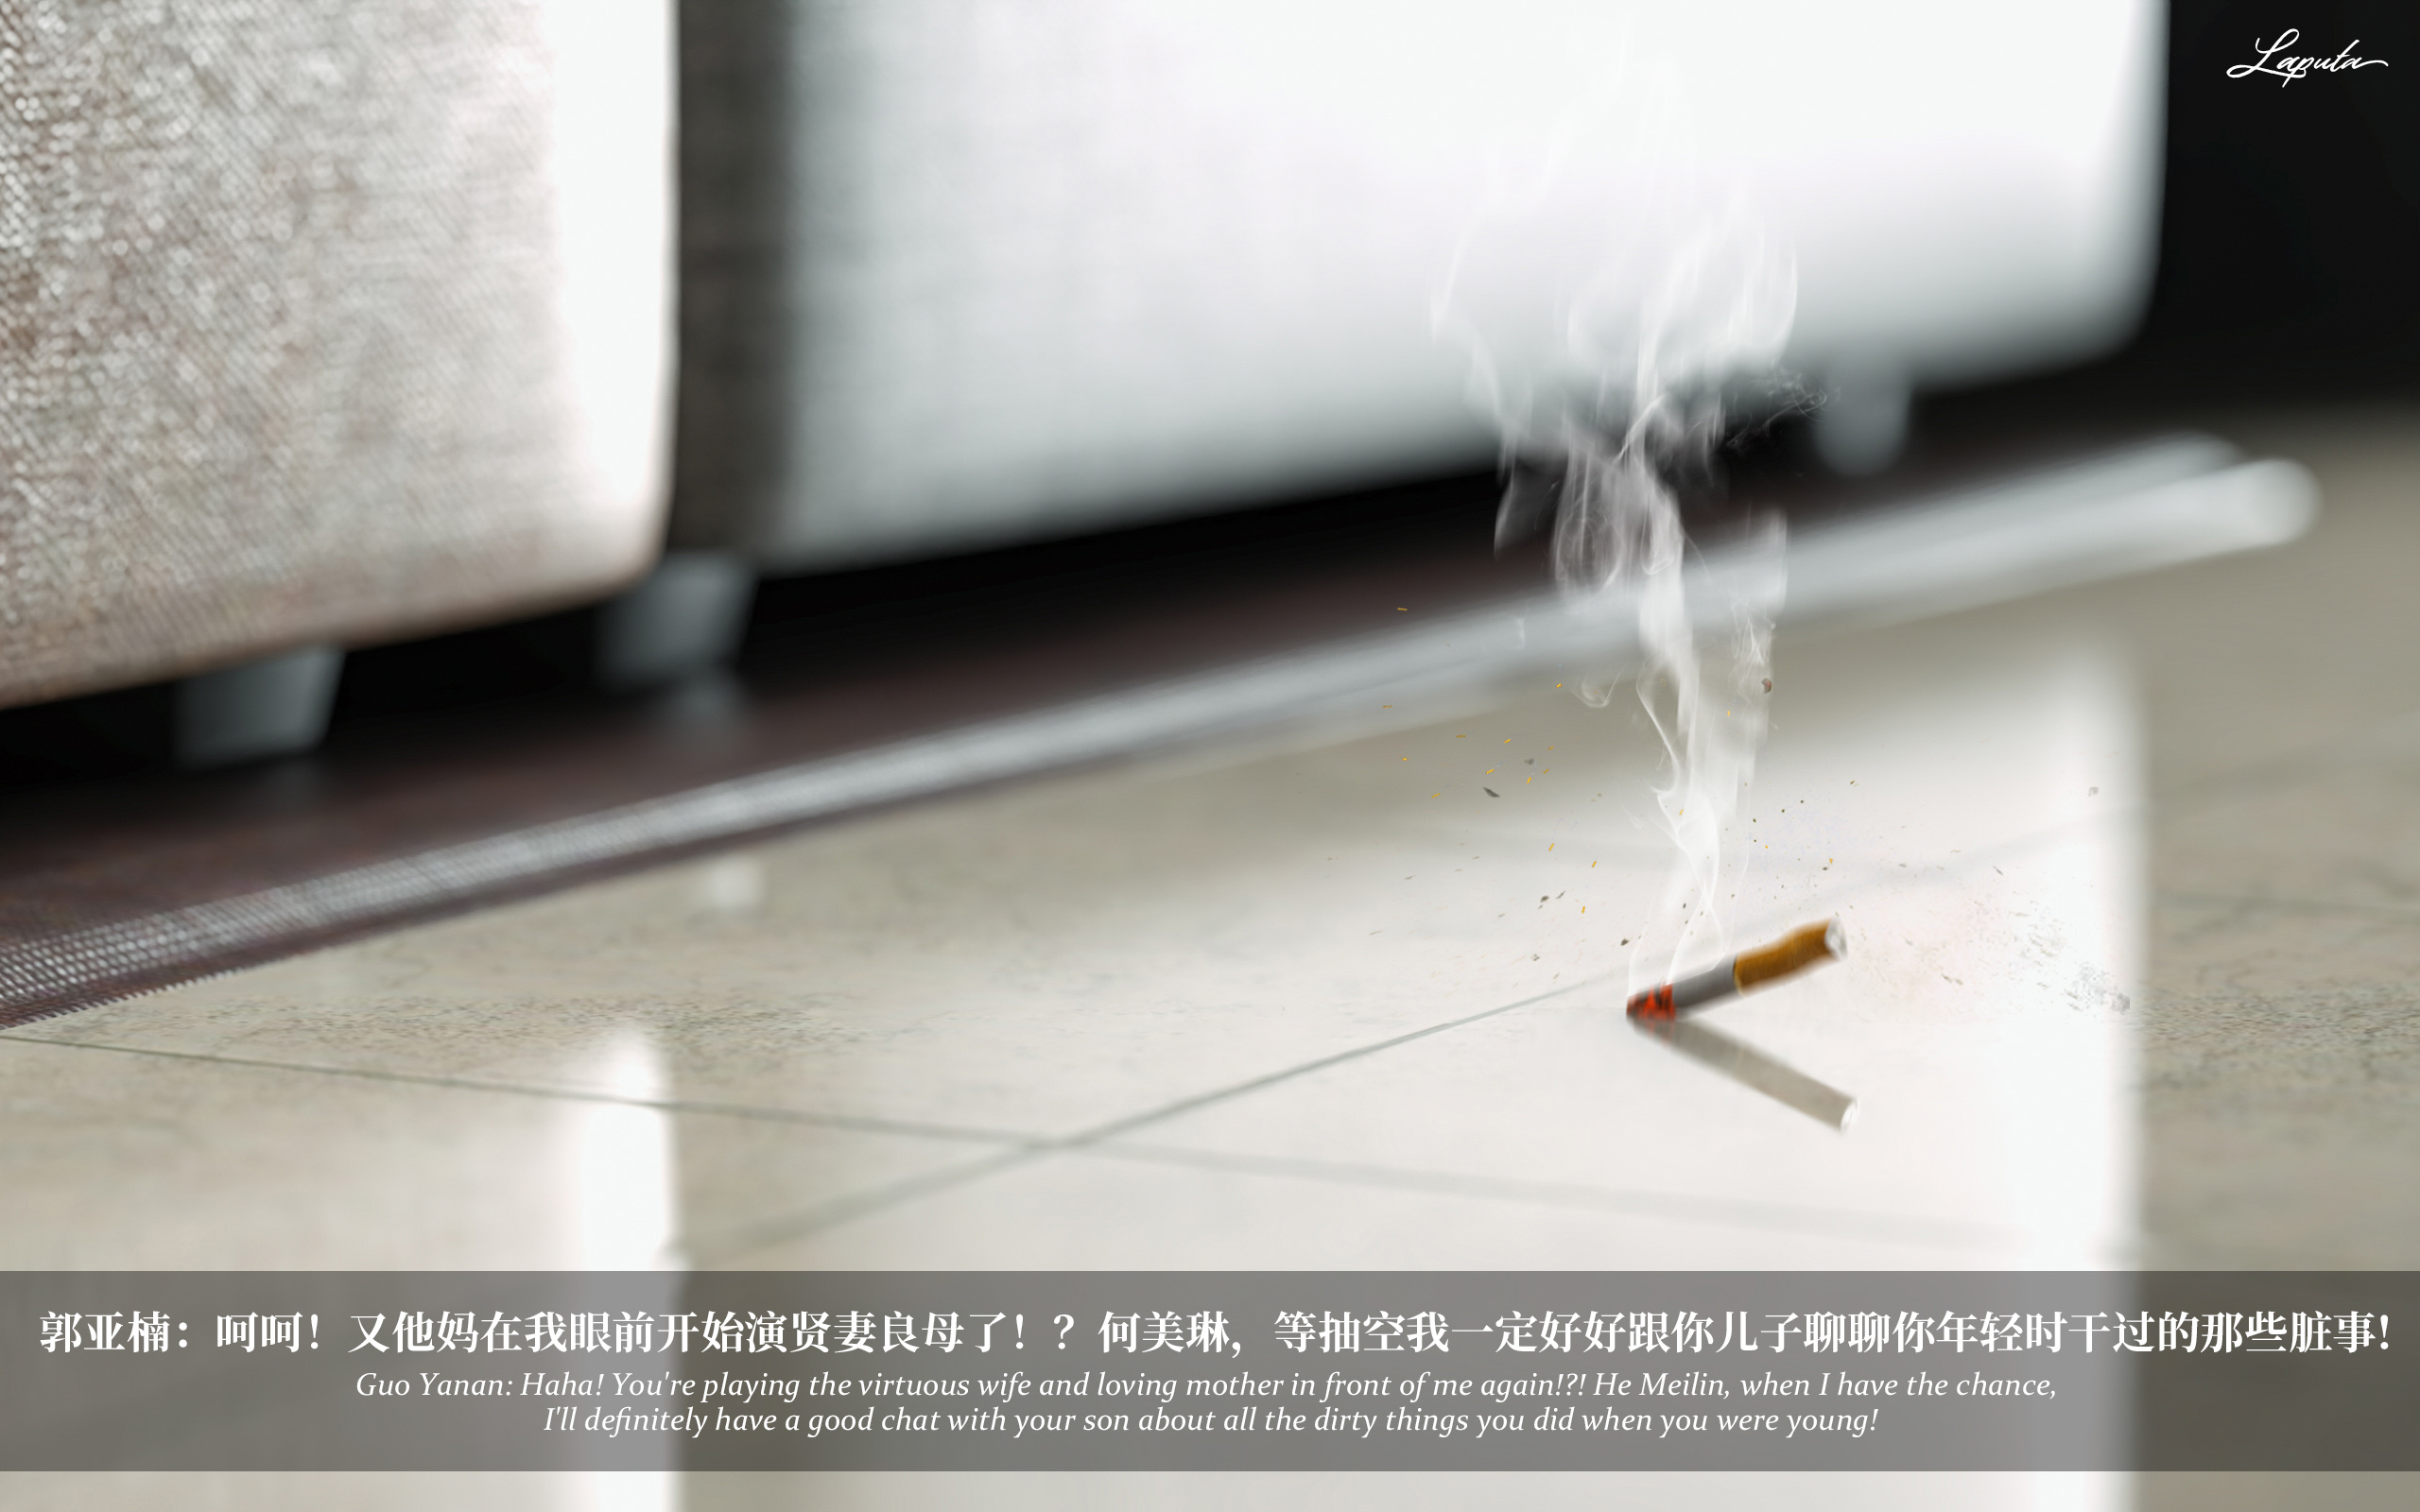 Laputa
郭亚楠：呵呵！又他妈在我眼前开始演贤妻良母了！？何美琳，等抽空我一定好好跟你儿子聊聊你年轻时干过的那些脏事!
Guo Yanan: Haha! You're playing the virtuous wife and loving mother in front of me again!?! He Meilin, when I have the chance,
I'll definitely have a good chat with your son about all the dirty things you did when you were young!